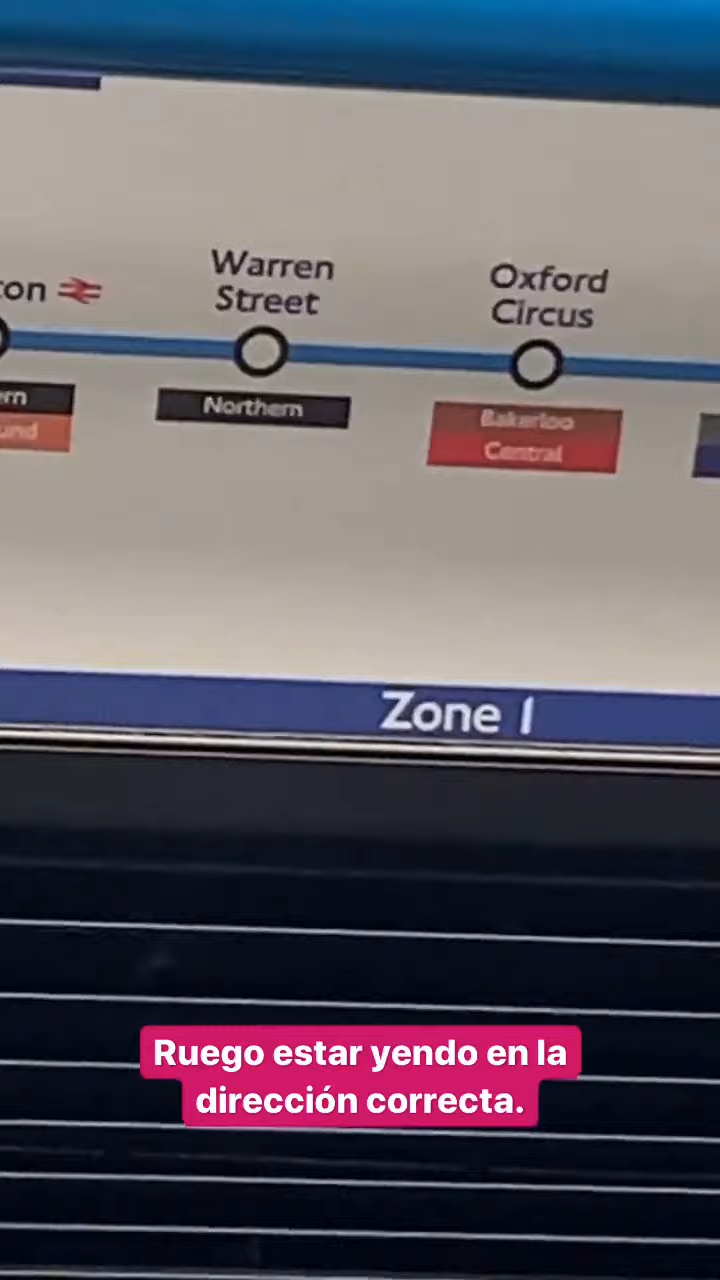 Warren
Street
Oxford
Circus
Northern
Bakerloo
Central
Zone 1
Ruego estar yendo en la
dirección correcta.